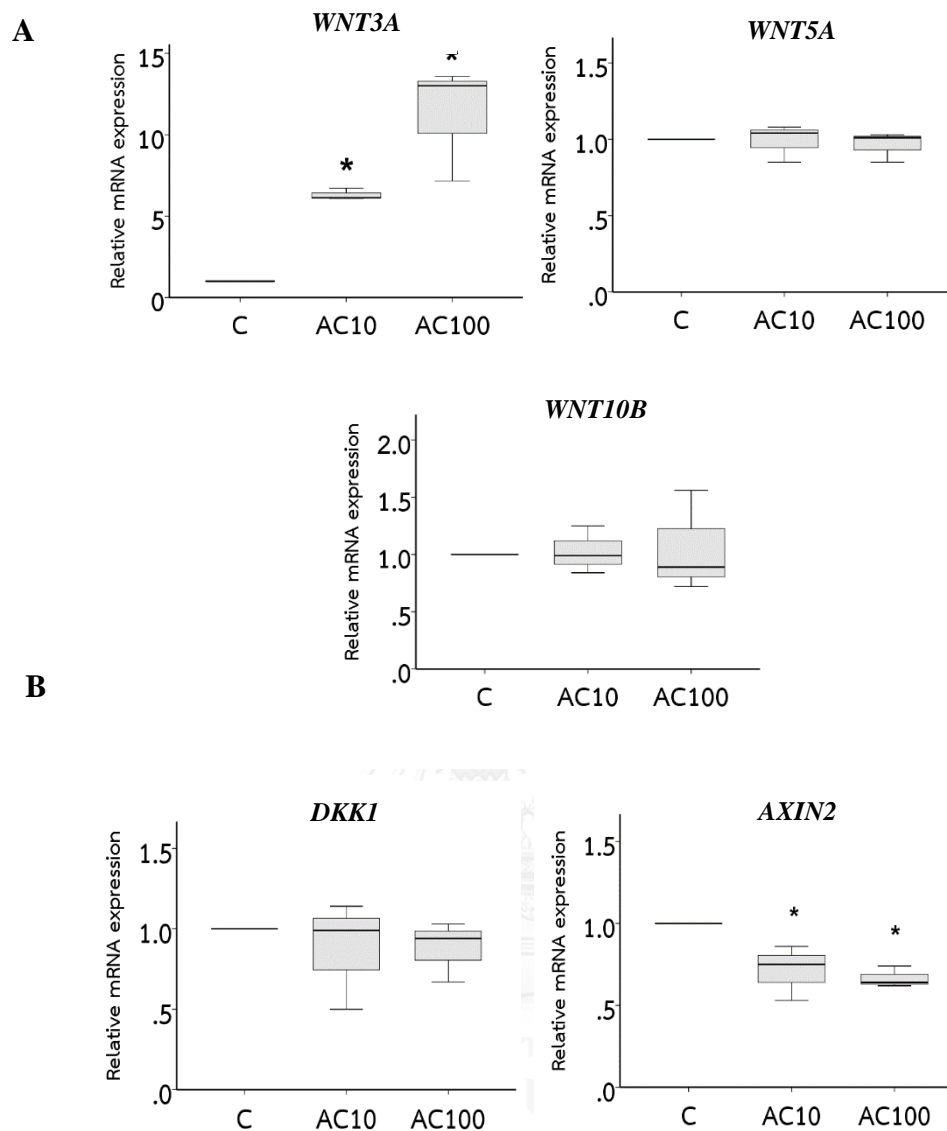 A
WNT3A
Relative mRNA expression
15
10
5
0
*
*
C AC10 AC100
WNT5A
Relative mRNA expression
1.5
1.0
.5
.0
C AC10 AC100
WNT10B
Relative mRNA expression
2.0
1.5
1.0
.5
.0
C AC10 AC100
B
DKK1
Relative mRNA expression
1.5
1.0
.5
.0
C AC10 AC100
AXIN2
Relative mRNA expression
1.5
1.0
.5
.0
*
*
C AC10 AC100